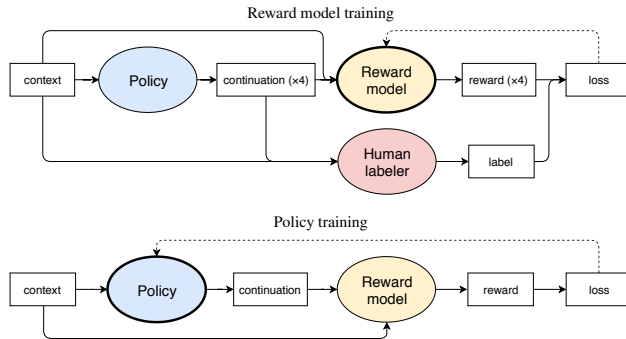 Reward model training
context
Policy
continuation (×4)
Reward
model
reward (×4)
loss
Human
labeler
label
Policy training
context
Policy
continuation
Reward
model
reward
loss